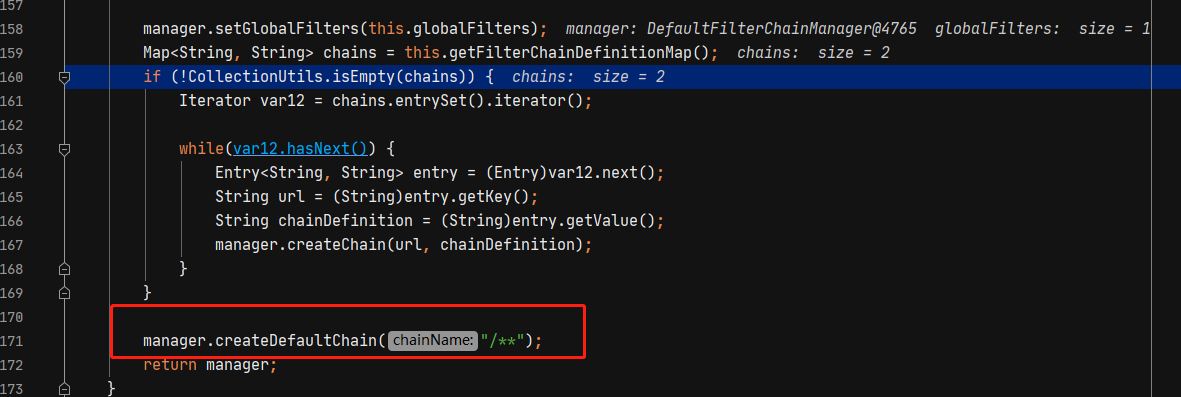 157
158 manager.setGlobalFilters(this.globalFilters); manager: DefaultFilterChainManager@4765 globalFilters: size = 1
159 Map<String, String> chains = this.getFilterChainDefinitionMap(); chains: size = 2
160 if (!CollectionUtils.isEmpty(chains)) { chains: size = 2
161 Iterator var12 = chains.entrySet().iterator();
162
163 while(var12.hasNext()) {
164 Entry<String, String> entry = (Entry)var12.next();
165 String url = (String)entry.getKey();
166 String chainDefinition = (String)entry.getValue();
167 manager.createChain(url, chainDefinition);
168 }
169 }
170
171 manager.createDefaultChain( chainName: "/**");
172 return manager;
173 }